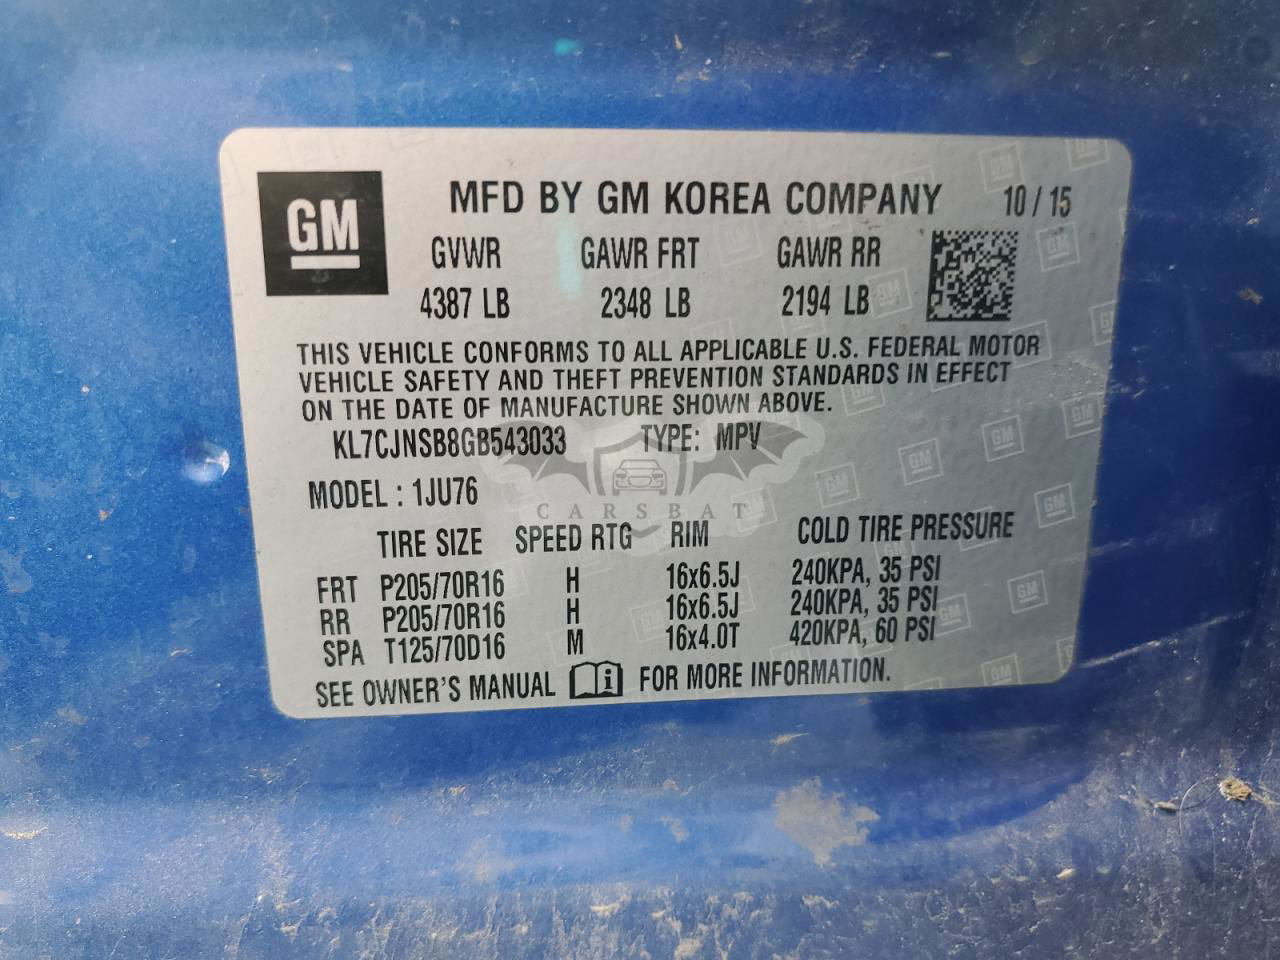 GM
MFD BY GM KOREA COMPANY 10/15
GVWR GAWR FRT GAWR RR
4387 LB 2348 LB 2194 LB
THIS VEHICLE CONFORMS TO ALL APPLICABLE U.S. FEDERAL MOTOR
VEHICLE SAFETY AND THEFT PREVENTION STANDARDS IN EFFECT
ON THE DATE OF MANUFACTURE SHOWN ABOVE.
KL7CJNSB8GB543033 TYPE: MPV
MODEL : 1JU76
CARSBAT
TIRE SIZE SPEED RTG RIM COLD TIRE PRESSURE
FRT P205/70R16 H 16x6.5J 240KPA, 35 PSI
RR P205/70R16 H 16x6.5J 240KPA, 35 PSI
SPA T125/70D16 M 16x4.0T 420KPA, 60 PSI
SEE OWNER'S MANUAL i FOR MORE INFORMATION.